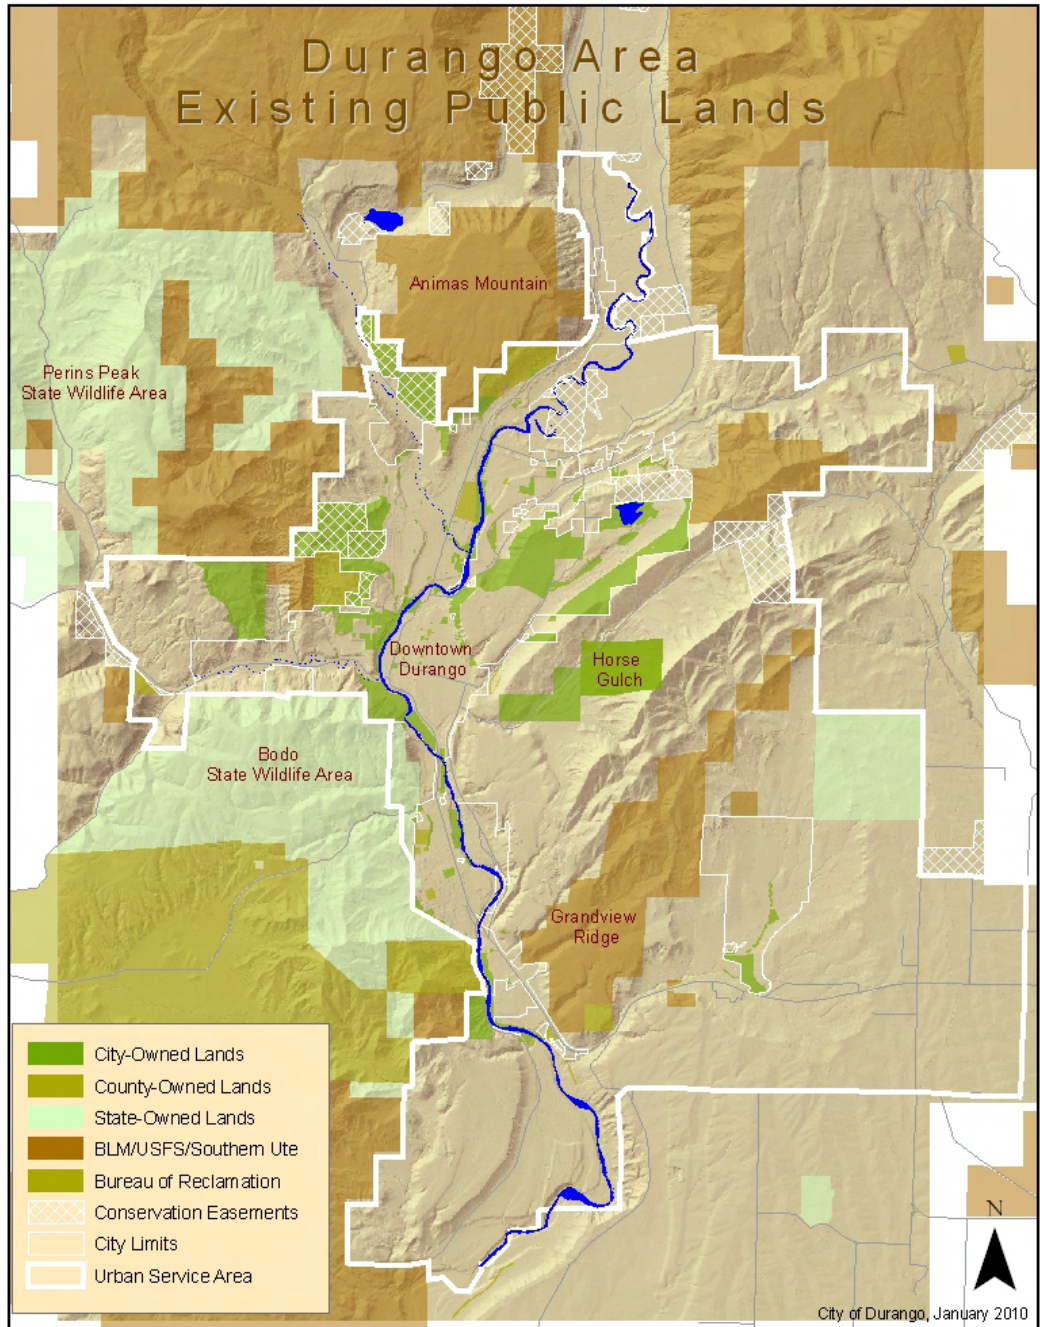 Durango Area
Existing Public Lands
Animas Mountain
Perins Peak
State Wildlife Area
Downtown
Durango
Horse
Gulch
Bodo
State Wildlife Area
Grandview
Ridge
City-Owned Lands
County-Owned Lands
State-Owned Lands
BLM/USFS/Southern Ute
Bureau of Reclamation
Conservation Easements
City Limits
Urban Service Area
N
City of Durango, January 2010